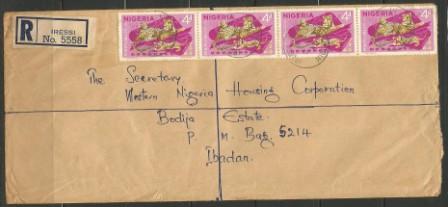 NIGERIA 4d NIGERIA 4d NIGERIA 4d NIGERIA 4d
R IRESSI
No. 5558
The Secretary
Western Nigeria Housing Corporation
Bodija Estate.
P. M. Bag. 5214
Ibadan.